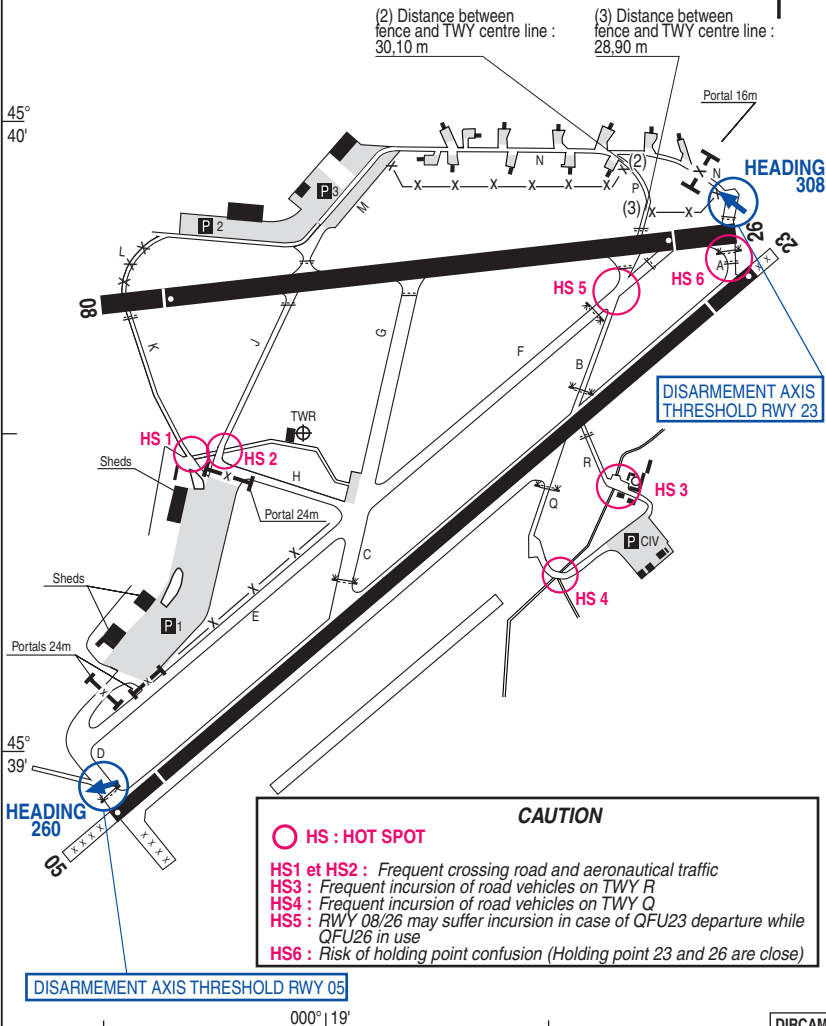 (2) Distance between
fence and TWY centre line :
30,10 m
(3) Distance between
fence and TWY centre line :
28,90 m
45°
40'
Portal 16m
HEADING
308
N
N
(2)
P
(3)
P 3
P 2
M
L
26
23
A
HS 6
HS 5
08
K
J
G
F
B
DISARMEMENT AXIS
THRESHOLD RWY 23
TWR
HS 1
HS 2
Sheds
H
Portal 24m
R
HS 3
Q
P CIV
C
HS 4
Sheds
P 1
E
Portals 24m
45°
39'
D
HEADING
260
05
CAUTION
HS : HOT SPOT
HS1 et HS2 : Frequent crossing road and aeronautical traffic
HS3 : Frequent incursion of road vehicles on TWY R
HS4 : Frequent incursion of road vehicles on TWY Q
HS5 : RWY 08/26 may suffer incursion in case of QFU23 departure while
QFU26 in use
HS6 : Risk of holding point confusion (Holding point 23 and 26 are close)
DISARMEMENT AXIS THRESHOLD RWY 05
000° 19'
DIRCAM